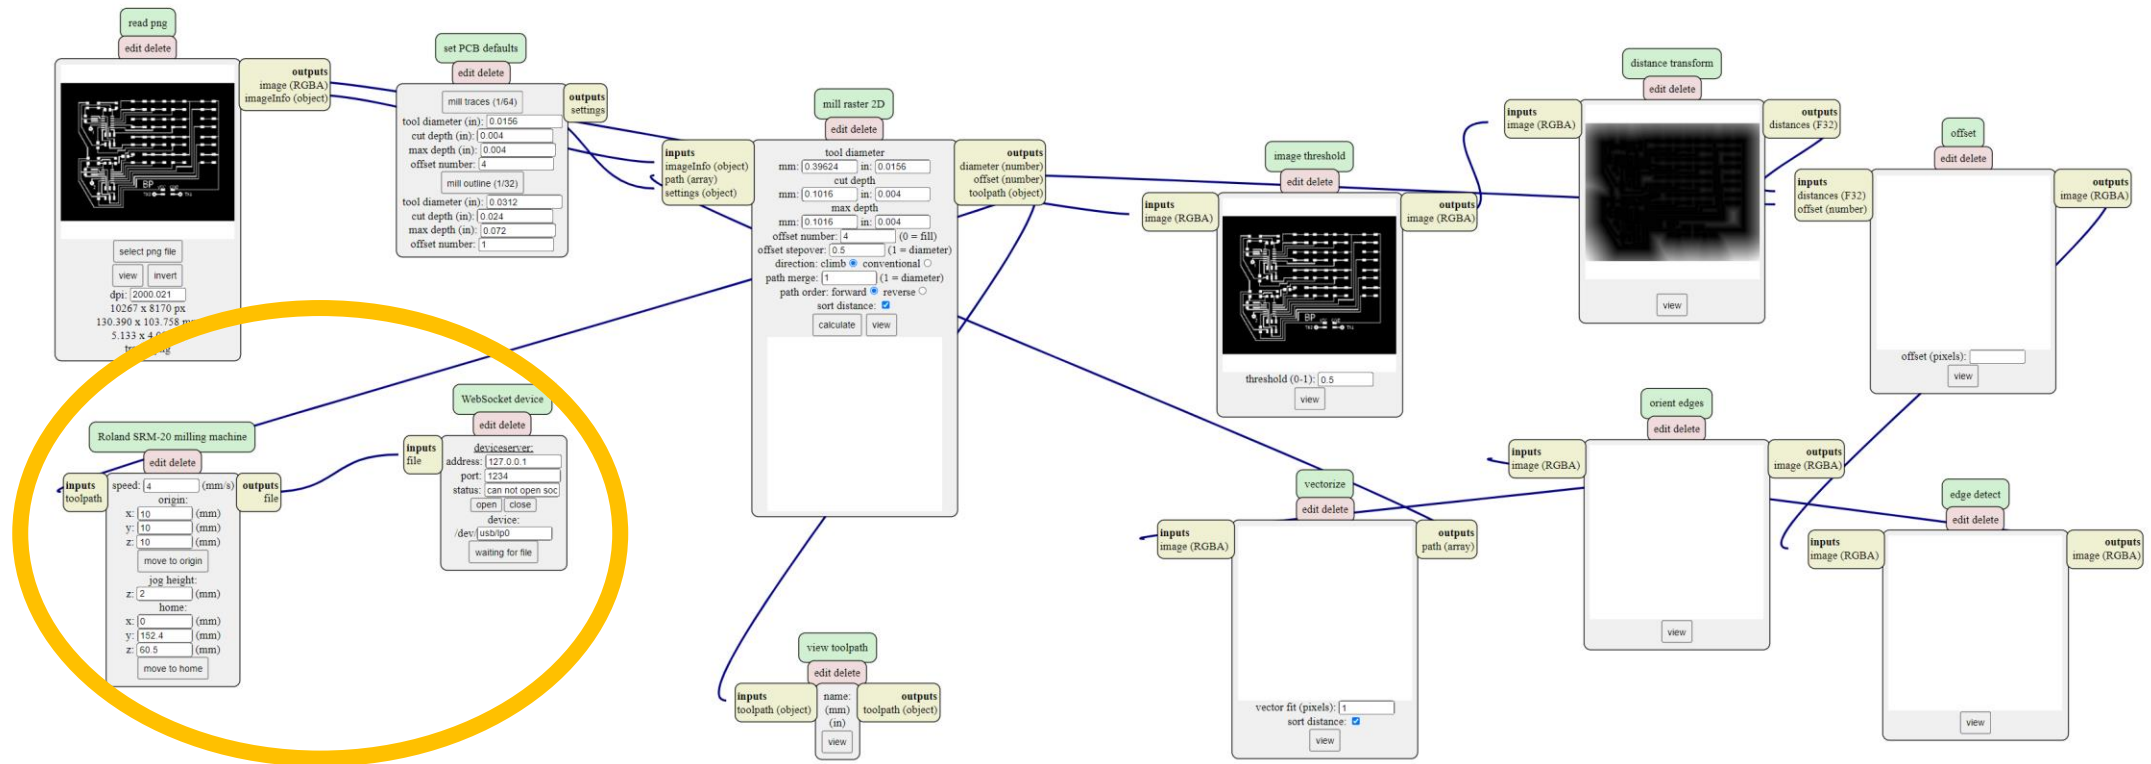 read png
edit delete
outputs
image (RGBA)
imageInfo (object)
BP
select png file
view invert
dpi: 2000.021
10267 x 8170 px
130.390 x 103.758
5.133 x
set PCB defaults
edit delete
mill traces (1/64)
tool diameter (in): 0.0156
cut depth (in): 0.004
max depth (in): 0.004
offset number: 4
mill outline (1/32)
tool diameter (in): 0.0312
cut depth (in): 0.024
max depth (in): 0.072
offset number: 1
outputs
settings
mill raster 2D
edit delete
inputs
imageInfo (object)
path (array)
settings (object)
tool diameter
mm: 0.39624 in: 0.0156
cut depth
mm: 0.1016 in: 0.004
max depth
mm: 0.1016 in: 0.004
offset number: 4 (0 = fill)
offset stepover: 0.5 (1 = diameter)
direction: climb conventional
path merge: 1 (1 = diameter)
path order: forward reverse
sort distance:
calculate view
outputs
diameter (number)
offset (number)
toolpath (object)
image threshold
edit delete
inputs
image (RGBA)
BP
threshold (0-1): 0.5
view
outputs
image (RGBA)
distance transform
edit delete
inputs
image (RGBA)
view
outputs
distances (F32)
offset
edit delete
inputs
distances (F32)
offset (number)
offset (pixels):
view
outputs
image (RGBA)
Roland SRM-20 milling machine
edit delete
inputs
toolpath
speed: 4 (mm/s)
origin:
x: 10 (mm)
y: 10 (mm)
z: 10 (mm)
move to origin
jog height:
z: 2 (mm)
home:
x: 0 (mm)
y: 152.4 (mm)
z: 60.5 (mm)
move to home
outputs
file
WebSocket device
edit delete
inputs
file
deviceserver:
address: 127.0.0.1
port: 1234
status: can not open soc
open close
device:
/dev/ usb/lp0
waiting for file
view toolpath
edit delete
inputs
toolpath (object)
name:
(mm)
(in)
view
outputs
toolpath (object)
vectorize
edit delete
inputs
image (RGBA)
vector fit (pixels): 1
sort distance:
view
outputs
path (array)
orient edges
edit delete
inputs
image (RGBA)
view
outputs
image (RGBA)
edge detect
edit delete
inputs
image (RGBA)
view
outputs
image (RGBA)